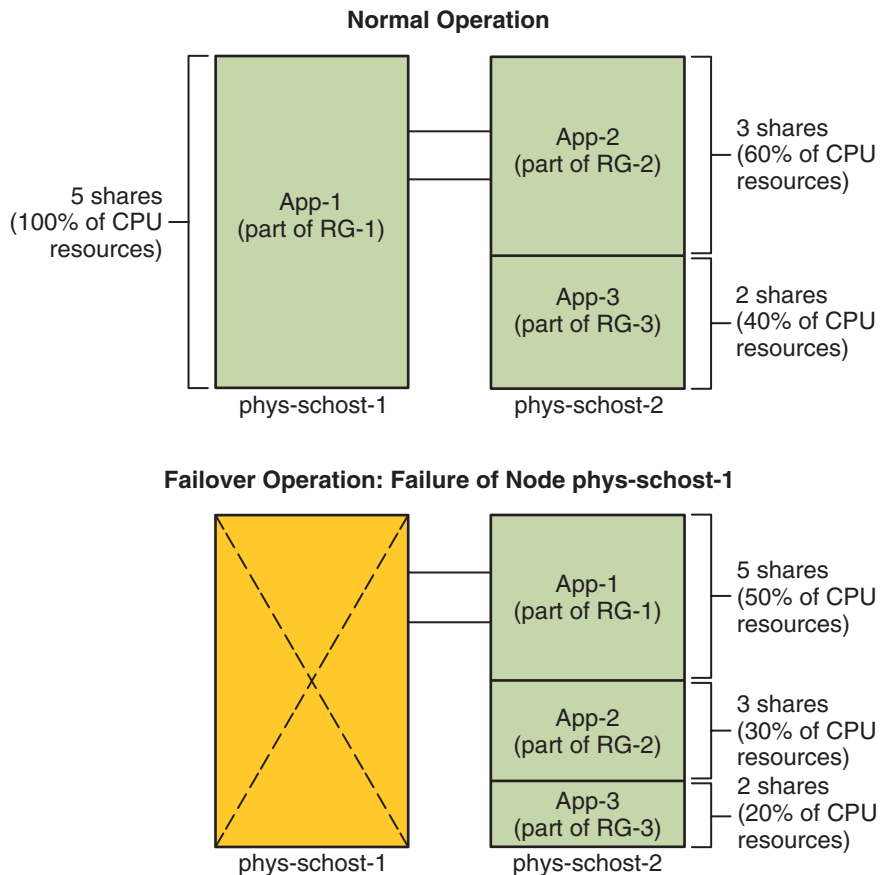 Normal Operation
5 shares
(100% of CPU
resources)
App-1
(part of RG-1)
App-2
(part of RG-2)
3 shares
(60% of CPU
resources)
App-3
(part of RG-3)
2 shares
(40% of CPU
resources)
phys-schost-1
phys-schost-2
Failover Operation: Failure of Node phys-schost-1
App-1
(part of RG-1)
5 shares
(50% of CPU
resources)
App-2
(part of RG-2)
3 shares
(30% of CPU
resources)
App-3
(part of RG-3)
2 shares
(20% of CPU
resources)
phys-schost-1
phys-schost-2